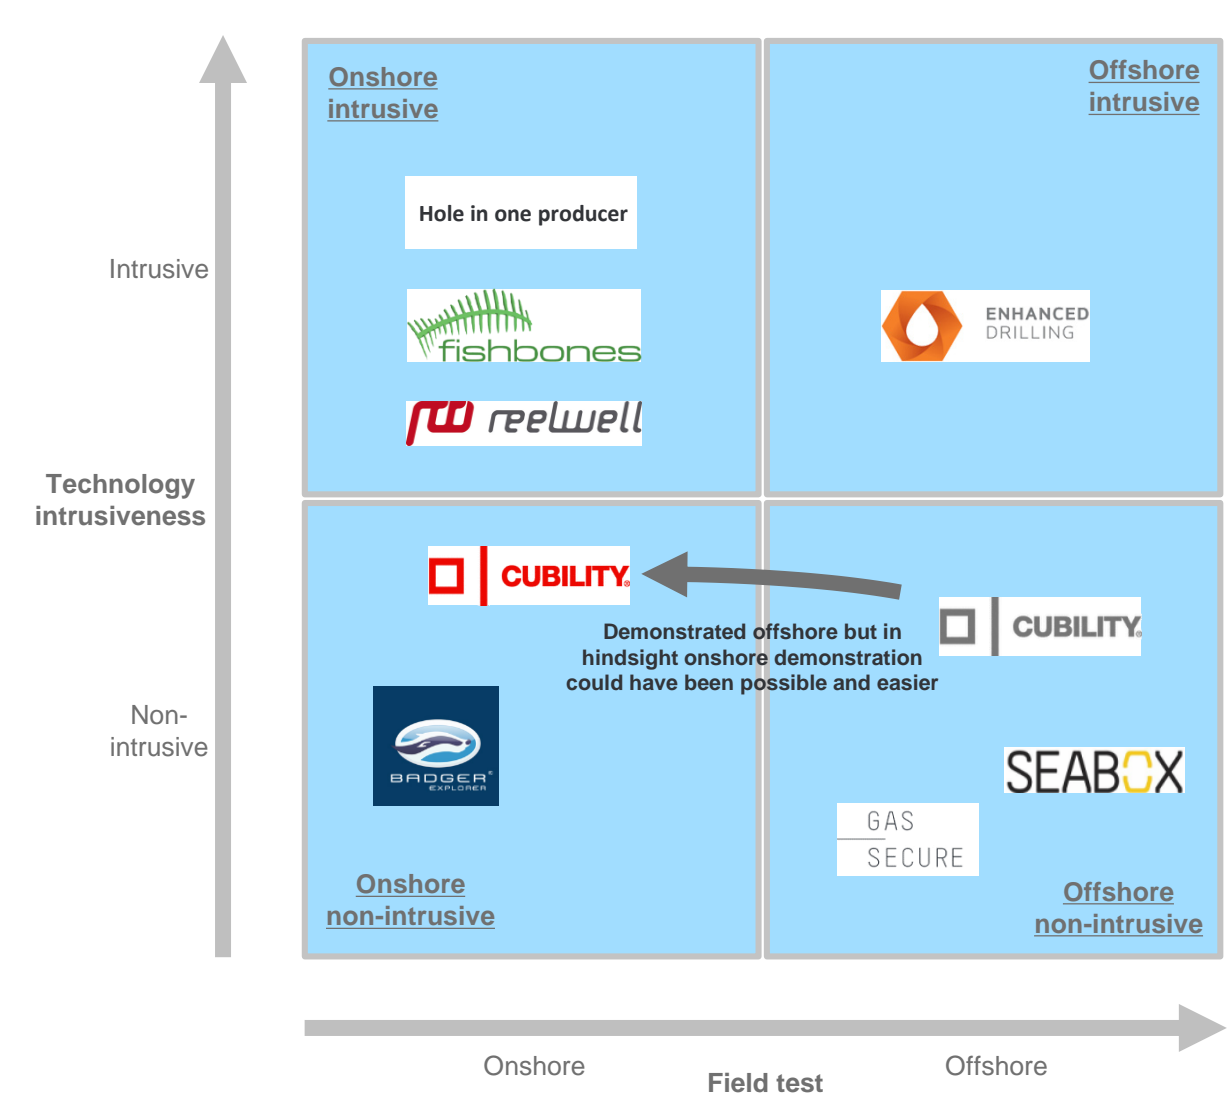 Onshore
intrusive
Offshore
intrusive
Hole in one producer
Intrusive
ENHANCED
DRILLING
fishbones
reelwell
Technology
intrusiveness
CUBILITY®
CUBILITY®
Demonstrated offshore but in
hindsight onshore demonstration
could have been possible and easier
Non-
intrusive
BADGER®
EXPLORER
SEABOX
GAS
SECURE
Onshore
non-intrusive
Offshore
non-intrusive
Onshore
Offshore
Field test